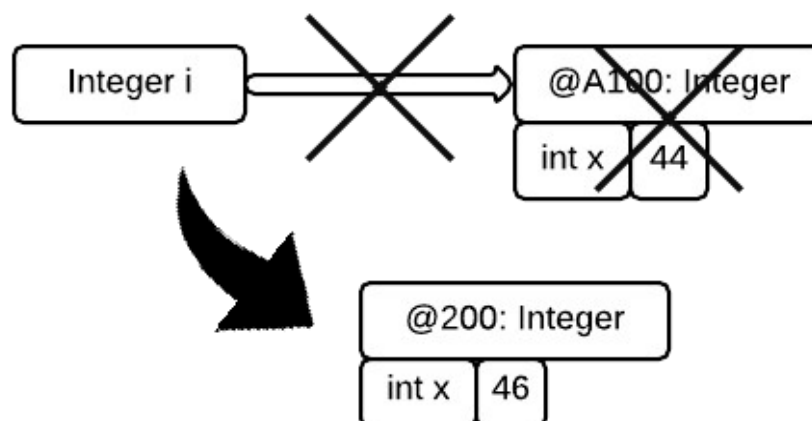 Integer i
@A100: Integer
int x
44
@200: Integer
int x
46